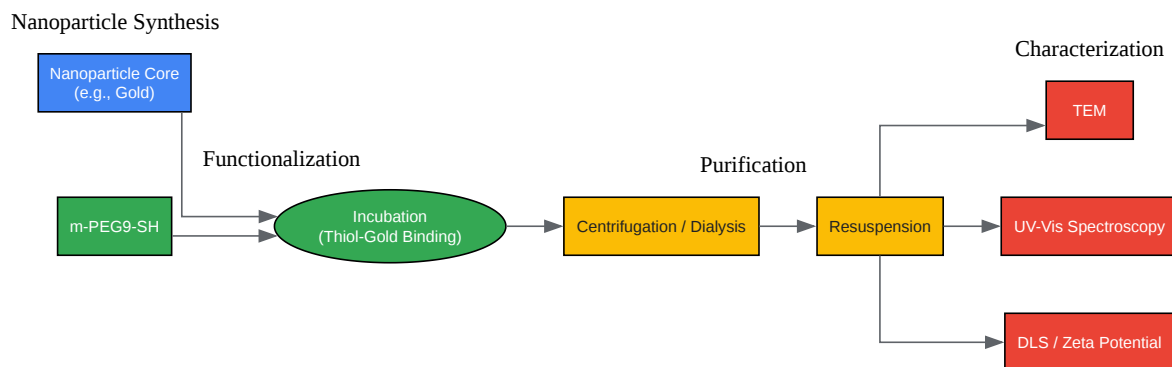 Nanoparticle Synthesis
Nanoparticle Core
(e.g., Gold)
Functionalization
m-PEG9-SH
Incubation
(Thiol-Gold Binding)
Purification
Centrifugation / Dialysis
Resuspension
Characterization
TEM
UV-Vis Spectroscopy
DLS / Zeta Potential